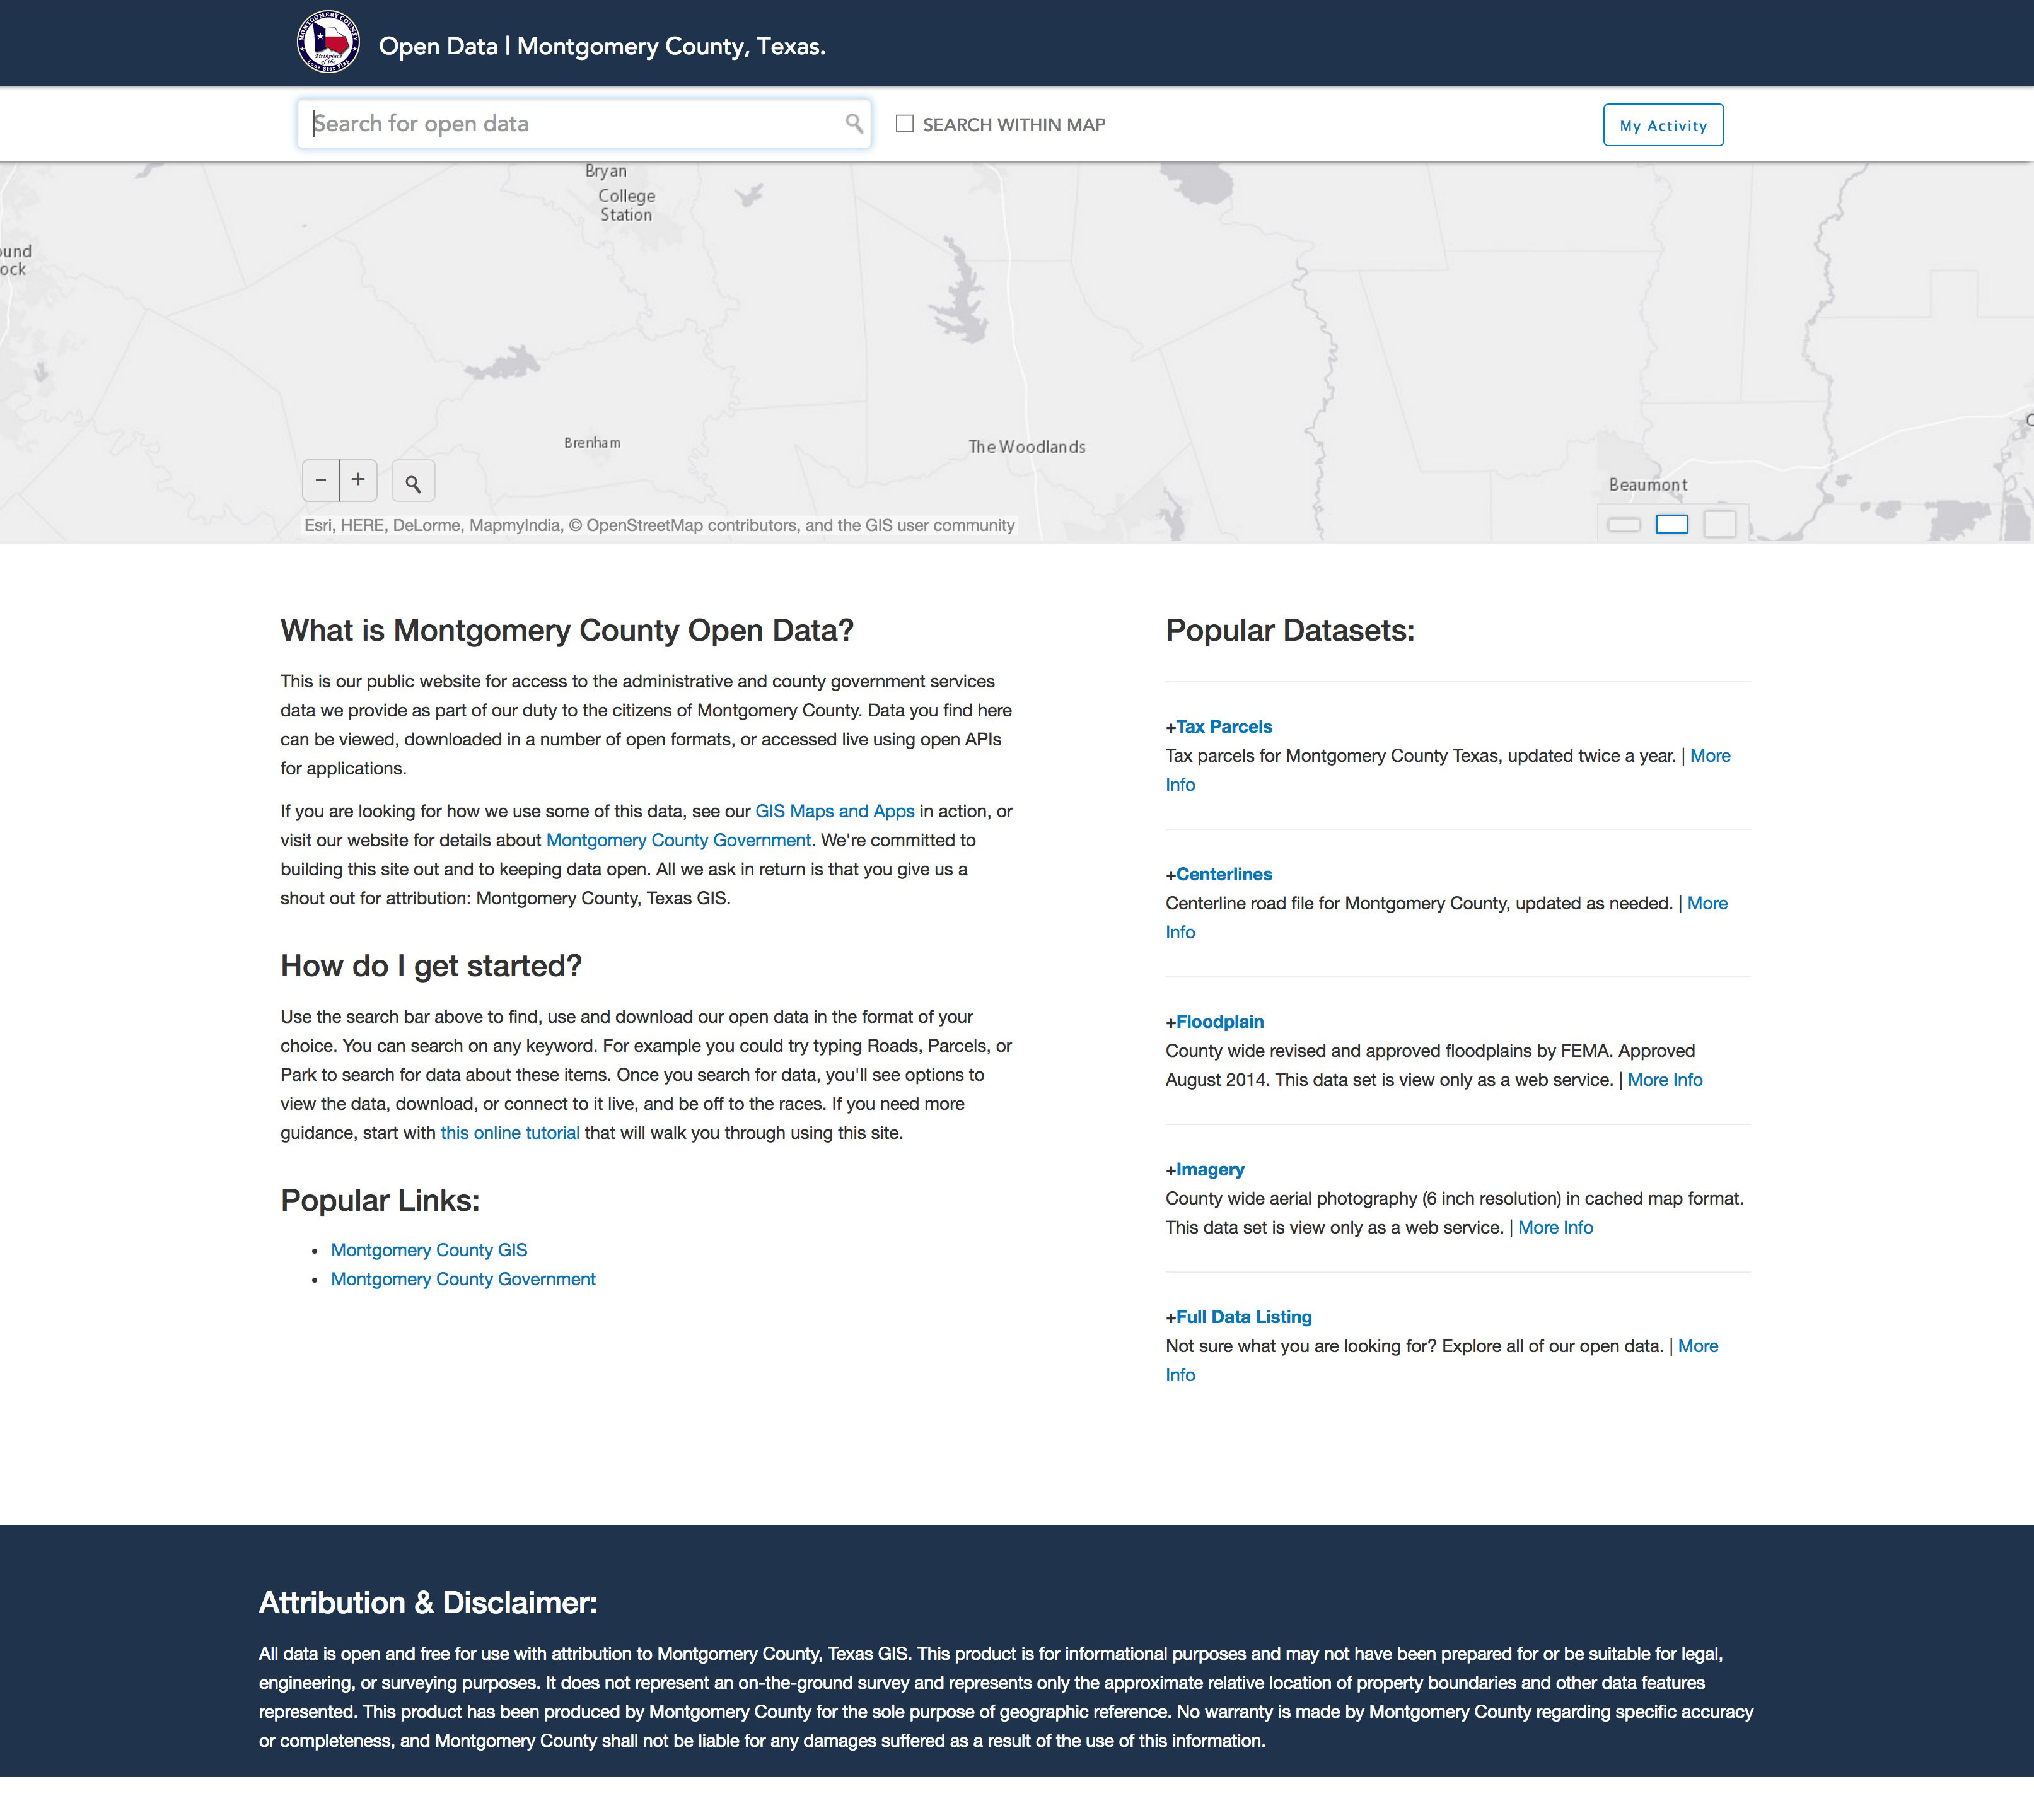 MONTGOMERY COUNTY
Birthplace
of the
Lone Star Flag
Open Data | Montgomery County, Texas.
Search for open data
SEARCH WITHIN MAP
My Activity
Bryan
College
Station
Brenham
The Woodlands
Beaumont
− +
Esri, HERE, DeLorme, MapmyIndia, © OpenStreetMap contributors, and the GIS user community
What is Montgomery County Open Data?
This is our public website for access to the administrative and county government services
data we provide as part of our duty to the citizens of Montgomery County. Data you find here
can be viewed, downloaded in a number of open formats, or accessed live using open APIs
for applications.
If you are looking for how we use some of this data, see our GIS Maps and Apps in action, or
visit our website for details about Montgomery County Government. We're committed to
building this site out and to keeping data open. All we ask in return is that you give us a
shout out for attribution: Montgomery County, Texas GIS.
How do I get started?
Use the search bar above to find, use and download our open data in the format of your
choice. You can search on any keyword. For example you could try typing Roads, Parcels, or
Park to search for data about these items. Once you search for data, you'll see options to
view the data, download, or connect to it live, and be off to the races. If you need more
guidance, start with this online tutorial that will walk you through using this site.
Popular Links:
• Montgomery County GIS
• Montgomery County Government
Popular Datasets:
+Tax Parcels
Tax parcels for Montgomery County Texas, updated twice a year. | More
Info
+Centerlines
Centerline road file for Montgomery County, updated as needed. | More
Info
+Floodplain
County wide revised and approved floodplains by FEMA. Approved
August 2014. This data set is view only as a web service. | More Info
+Imagery
County wide aerial photography (6 inch resolution) in cached map format.
This data set is view only as a web service. | More Info
+Full Data Listing
Not sure what you are looking for? Explore all of our open data. | More
Info
Attribution & Disclaimer:
All data is open and free for use with attribution to Montgomery County, Texas GIS. This product is for informational purposes and may not have been prepared for or be suitable for legal,
engineering, or surveying purposes. It does not represent an on-the-ground survey and represents only the approximate relative location of property boundaries and other data features
represented. This product has been produced by Montgomery County for the sole purpose of geographic reference. No warranty is made by Montgomery County regarding specific accuracy
or completeness, and Montgomery County shall not be liable for any damages suffered as a result of the use of this information.